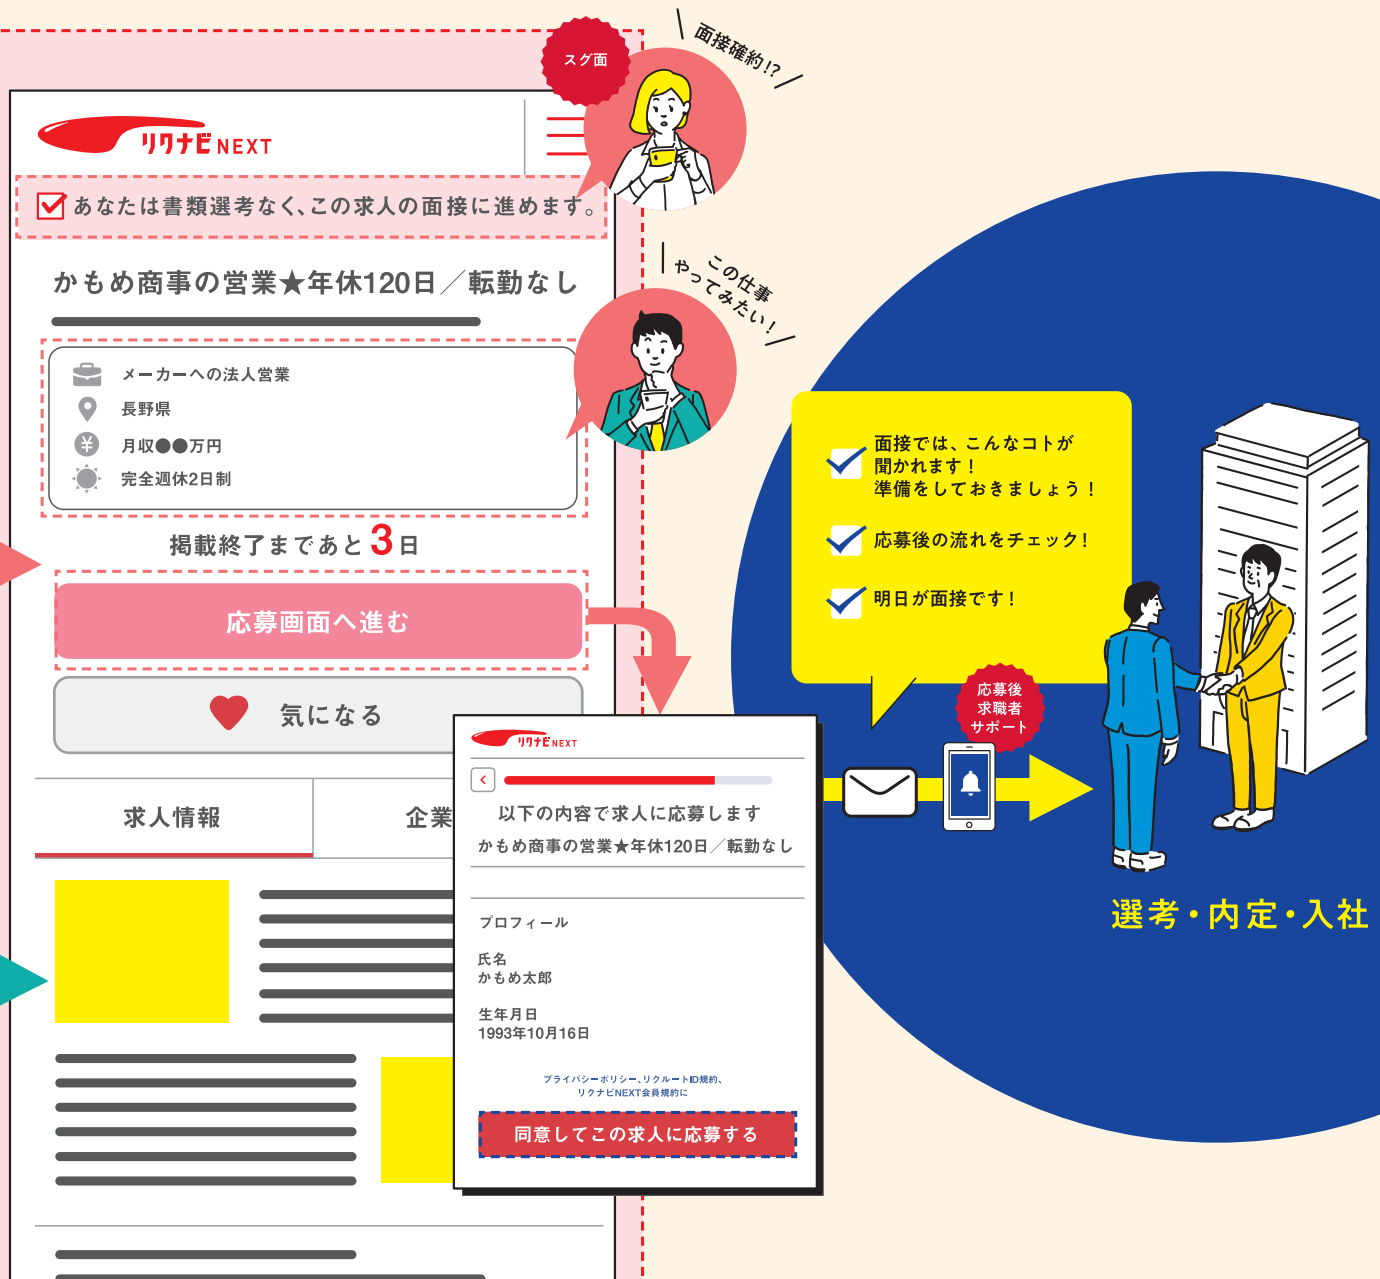 スグ面
面接確約!?
リクナビNEXT
あなたは書類選考なく、この求人の面接に進めます。
かもめ商事の営業★年休120日／転勤なし
この仕事
やってみたい！
メーカーへの法人営業
長野県
月収●●万円
完全週休2日制
掲載終了まであと3日
応募画面へ進む
気になる
求人情報
企業
リクナビNEXT
以下の内容で求人に応募します
かもめ商事の営業★年休120日／転勤なし
プロフィール
氏名
かもめ太郎
生年月日
1993年10月16日
プライバシーポリシー、リクルートID規約、
リクナビNEXT会員規約に
同意してこの求人に応募する
面接では、こんなコトが
聞かれます！
準備をしておきましょう！
応募後の流れをチェック！
明日が面接です！
応募後
求職者
サポート
選考・内定・入社